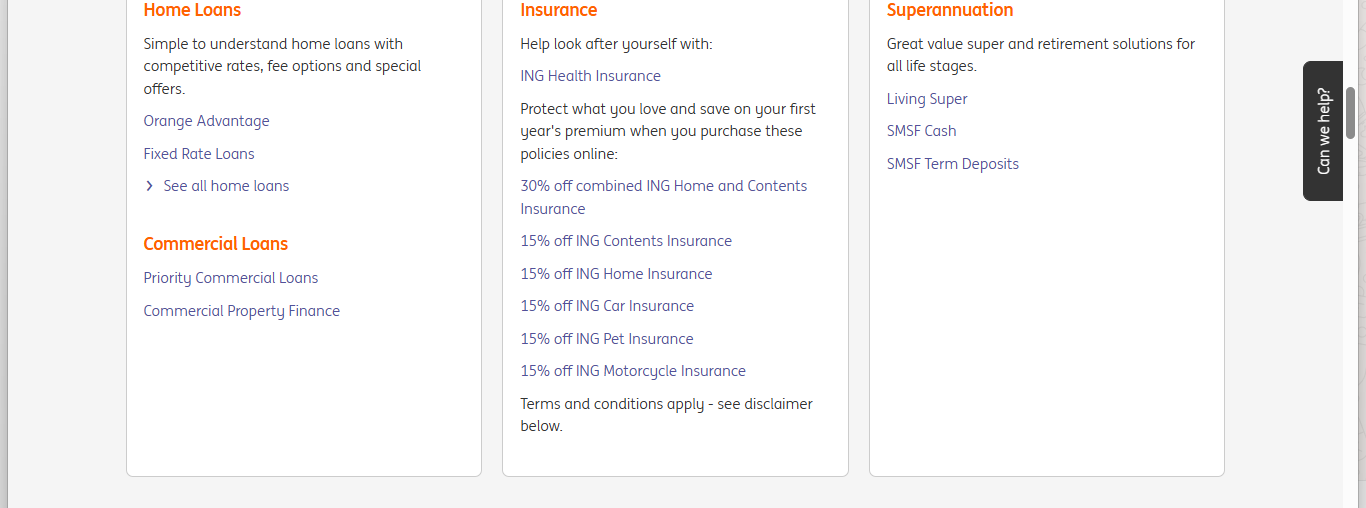 Home Loans
Simple to understand home loans with
competitive rates, fee options and special
offers.
Orange Advantage
Fixed Rate Loans
See all home loans
Commercial Loans
Priority Commercial Loans
Commercial Property Finance
Insurance
Help look after yourself with:
ING Health Insurance
Protect what you love and save on your first
year's premium when you purchase these
policies online:
30% off combined ING Home and Contents
Insurance
15% off ING Contents Insurance
15% off ING Home Insurance
15% off ING Car Insurance
15% off ING Pet Insurance
15% off ING Motorcycle Insurance
Terms and conditions apply - see disclaimer
below.
Superannuation
Great value super and retirement solutions for
all life stages.
Living Super
SMSF Cash
SMSF Term Deposits
Can we help?